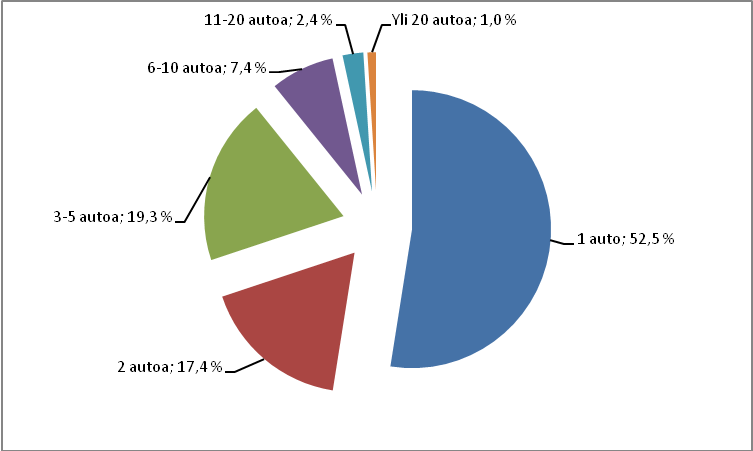 11-20 autoa; 2,4 %
Yli 20 autoa; 1,0 %
6-10 autoa; 7,4 %
3-5 autoa; 19,3 %
1 auto; 52,5 %
2 autoa; 17,4 %